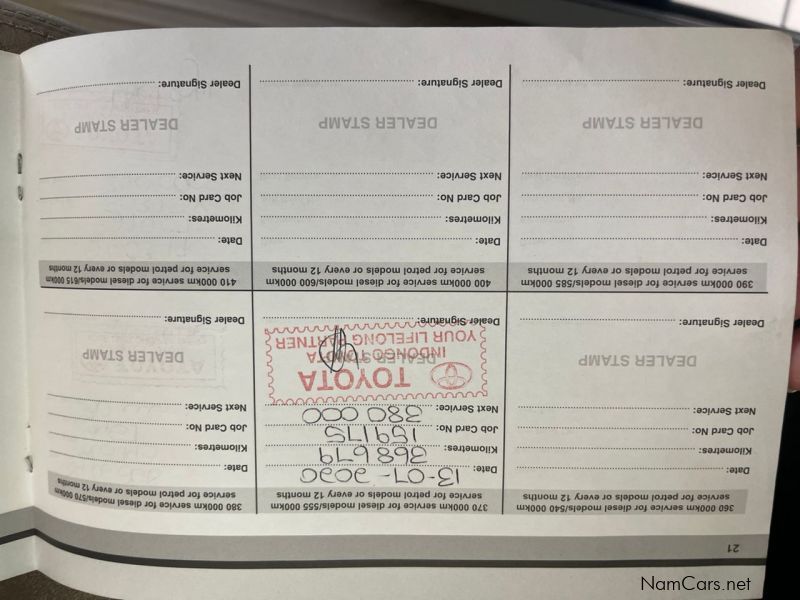 21
360 000km service for diesel models/540 000km
service for petrol models or every 12 months
Date:
Kilometres:
Job Card No:
Next Service:
DEALER STAMP
Dealer Signature:
370 000km service for diesel models/555 000km
service for petrol models or every 12 months
Date: 13-07-2020
Kilometres: 368679
Job Card No: 159175
Next Service: 380 000
TOYOTA
DEALER STAMP
INDONGO TOYOTA
YOUR LIFELONG PARTNER
Dealer Signature:
380 000km service for diesel models/570 000km
service for petrol models or every 12 months
Date:
Kilometres:
Job Card No:
Next Service:
DEALER STAMP
Dealer Signature:
390 000km service for diesel models/585 000km
service for petrol models or every 12 months
Date:
Kilometres:
Job Card No:
Next Service:
DEALER STAMP
Dealer Signature:
400 000km service for diesel models/600 000km
service for petrol models or every 12 months
Date:
Kilometres:
Job Card No:
Next Service:
DEALER STAMP
Dealer Signature:
410 000km service for diesel models/615 000km
service for petrol models or every 12 months
Date:
Kilometres:
Job Card No:
Next Service:
DEALER STAMP
Dealer Signature:
NamCars.net